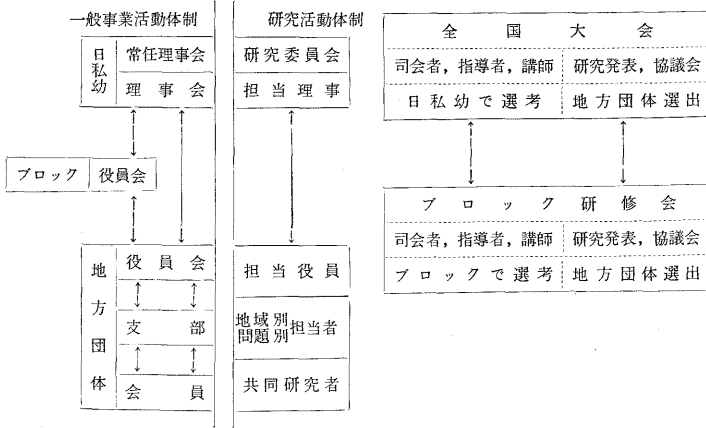 一般事業活動体制
日私幼
常任理事会
理事会
ブロック
役員会
地方団体
役員会
支部
会員
研究活動体制
研究委員会
担当理事
担当役員
地域別
問題別
担当者
共同研究者
全国大会
司会者,指導者,講師
研究発表,協議会
日私幼で選考
地方団体選出
ブロック研修会
司会者,指導者,講師
研究発表,協議会
ブロックで選考
地方団体選出